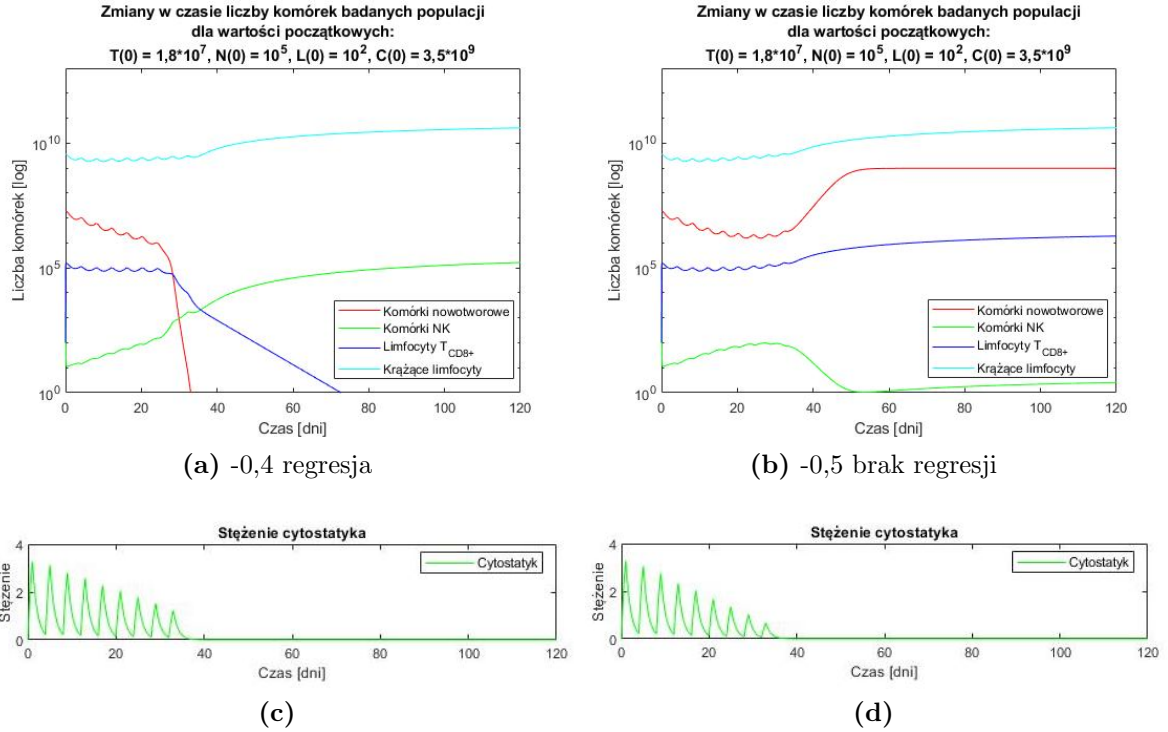 Zmiany w czasie liczby komórek badanych populacji
dla wartości początkowych:
T(0) = 1,8*10^7, N(0) = 10^5, L(0) = 10^2, C(0) = 3,5*10^9
Liczba komórek [log]
10^10
10^5
10^0
0 20 40 60 80 100 120
Czas [dni]
Komórki nowotworowe
Komórki NK
Limfocyty T_CD8+
Krążące limfocyty
(a) -0,4 regresja
Zmiany w czasie liczby komórek badanych populacji
dla wartości początkowych:
T(0) = 1,8*10^7, N(0) = 10^5, L(0) = 10^2, C(0) = 3,5*10^9
Liczba komórek [log]
10^10
10^5
10^0
0 20 40 60 80 100 120
Czas [dni]
Komórki nowotworowe
Komórki NK
Limfocyty T_CD8+
Krążące limfocyty
(b) -0,5 brak regresji
Stężenie cytostatyka
Stężenie
4
2
0
0 20 40 60 80 100 120
Czas [dni]
Cytostatyk
(c)
Stężenie cytostatyka
Stężenie
4
2
0
0 20 40 60 80 100 120
Czas [dni]
Cytostatyk
(d)